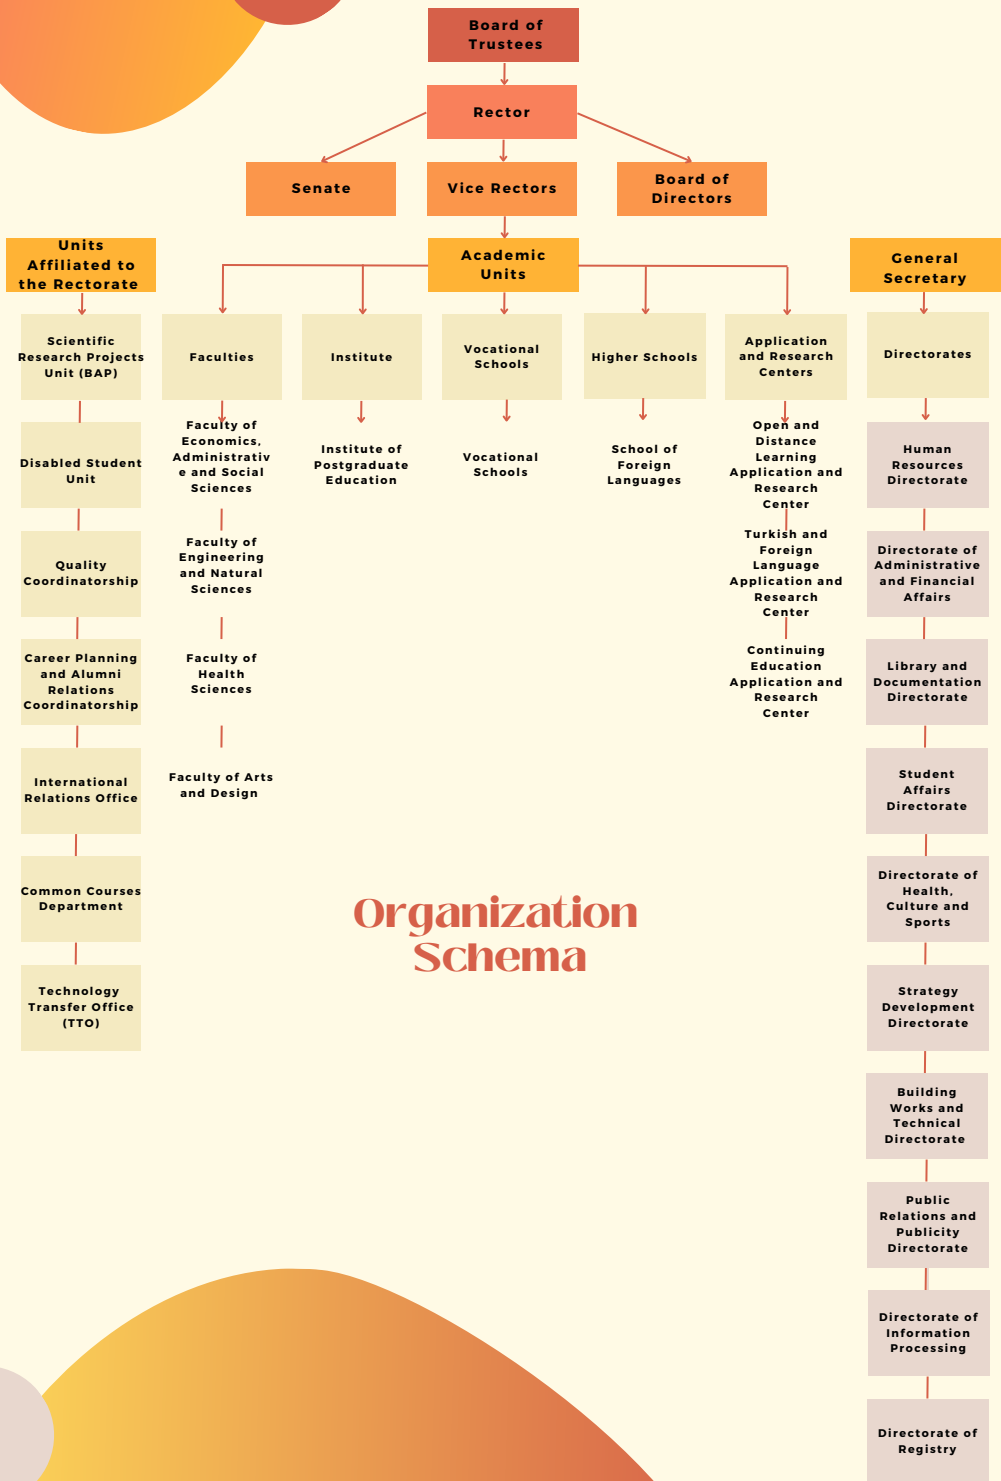 Board of
Trustees
Rector
Senate
Vice Rectors
Board of
Directors
Units
Affiliated to
the Rectorate
Academic
Units
General
Secretary
Scientific
Research Projects
Unit (BAP)
Faculties
Institute
Vocational
Schools
Higher Schools
Application
and Research
Centers
Directorates
Disabled Student
Unit
Faculty of
Economics,
Administrativ
e and Social
Sciences
Institute of
Postgraduate
Education
Vocational
Schools
School of
Foreign
Languages
Open and
Distance
Learning
Application and
Research
Center
Human
Resources
Directorate
Quality
Coordinatorship
Faculty of
Engineering
and Natural
Sciences
Turkish and
Foreign
Language
Application and
Research
Center
Directorate of
Administrative
and Financial
Affairs
Career Planning
and Alumni
Relations
Coordinatorship
Faculty of
Health
Sciences
Continuing
Education
Application and
Research
Center
Library and
Documentation
Directorate
International
Relations Office
Faculty of Arts
and Design
Student
Affairs
Directorate
Common Courses
Department
Directorate of
Health,
Culture and
Sports
Organization
Schema
Technology
Transfer Office
(TTO)
Strategy
Development
Directorate
Building
Works and
Technical
Directorate
Public
Relations and
Publicity
Directorate
Directorate of
Information
Processing
Directorate of
Registry